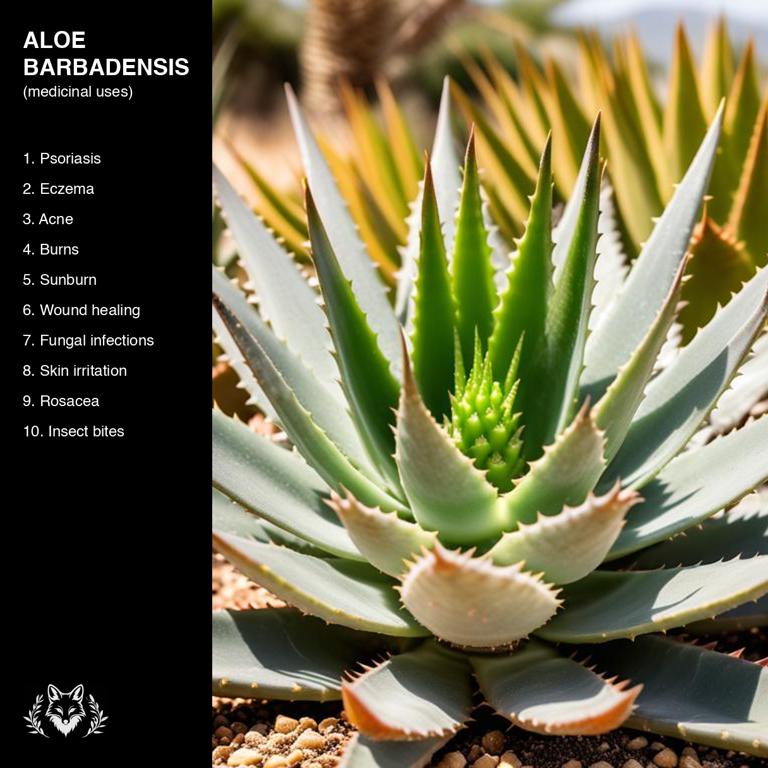 ALOE
BARBADENSIS
(medicinal uses)
1. Psoriasis
2. Eczema
3. Acne
4. Burns
5. Sunburn
6. Wound healing
7. Fungal infections
8. Skin irritation
9. Rosacea
10. Insect bites